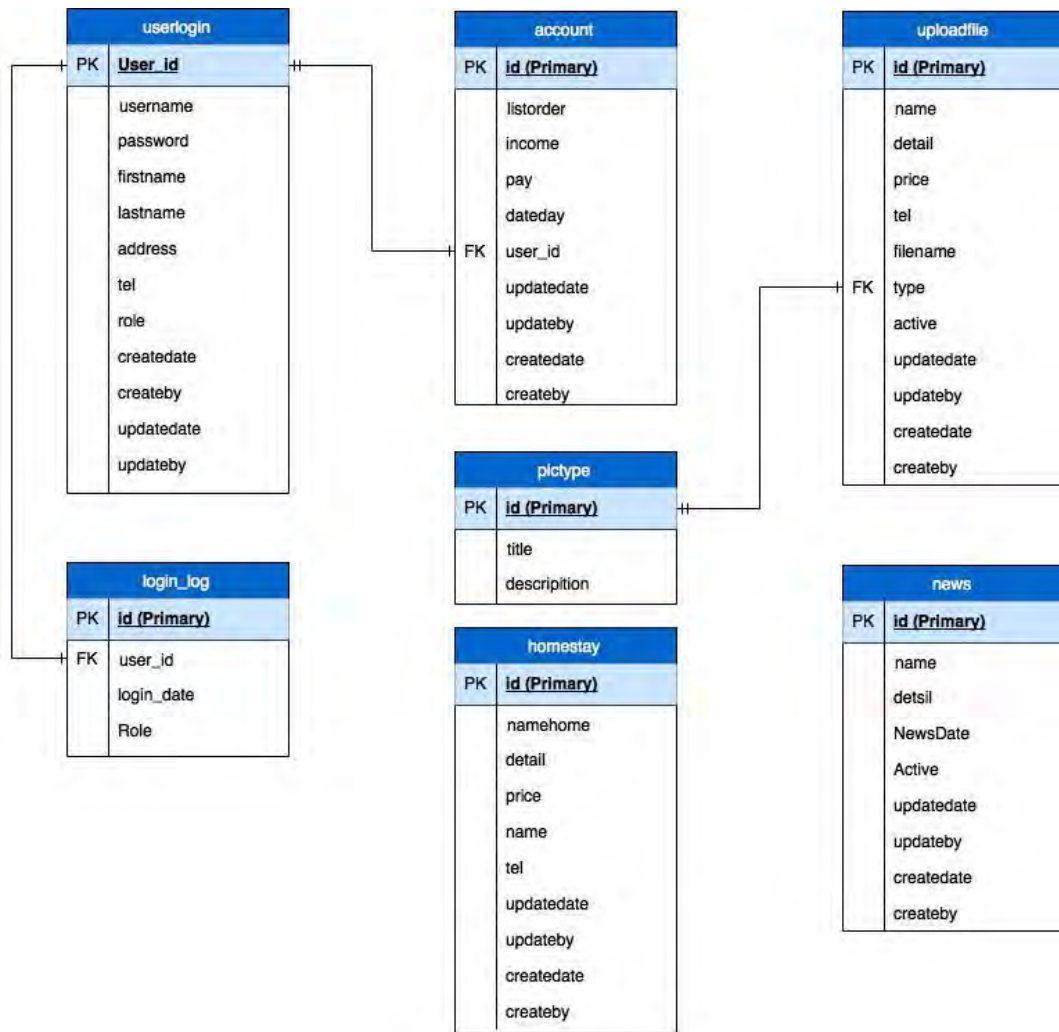 userlogin
PK User_id
username
password
firstname
lastname
address
tel
role
createdate
createby
updatedate
updateby
account
PK id (Primary)
listorder
income
pay
dateday
FK user_id
updatedate
updateby
createdate
createby
uploadfile
PK id (Primary)
name
detail
price
tel
filename
FK type
active
updatedate
updateby
createdate
createby
pictype
PK id (Primary)
title
descripition
login_log
PK id (Primary)
FK user_id
login_date
Role
homestay
PK id (Primary)
namehome
detail
price
name
tel
updatedate
updateby
createdate
createby
news
PK id (Primary)
name
detsil
NewsDate
Active
updatedate
updateby
createdate
createby